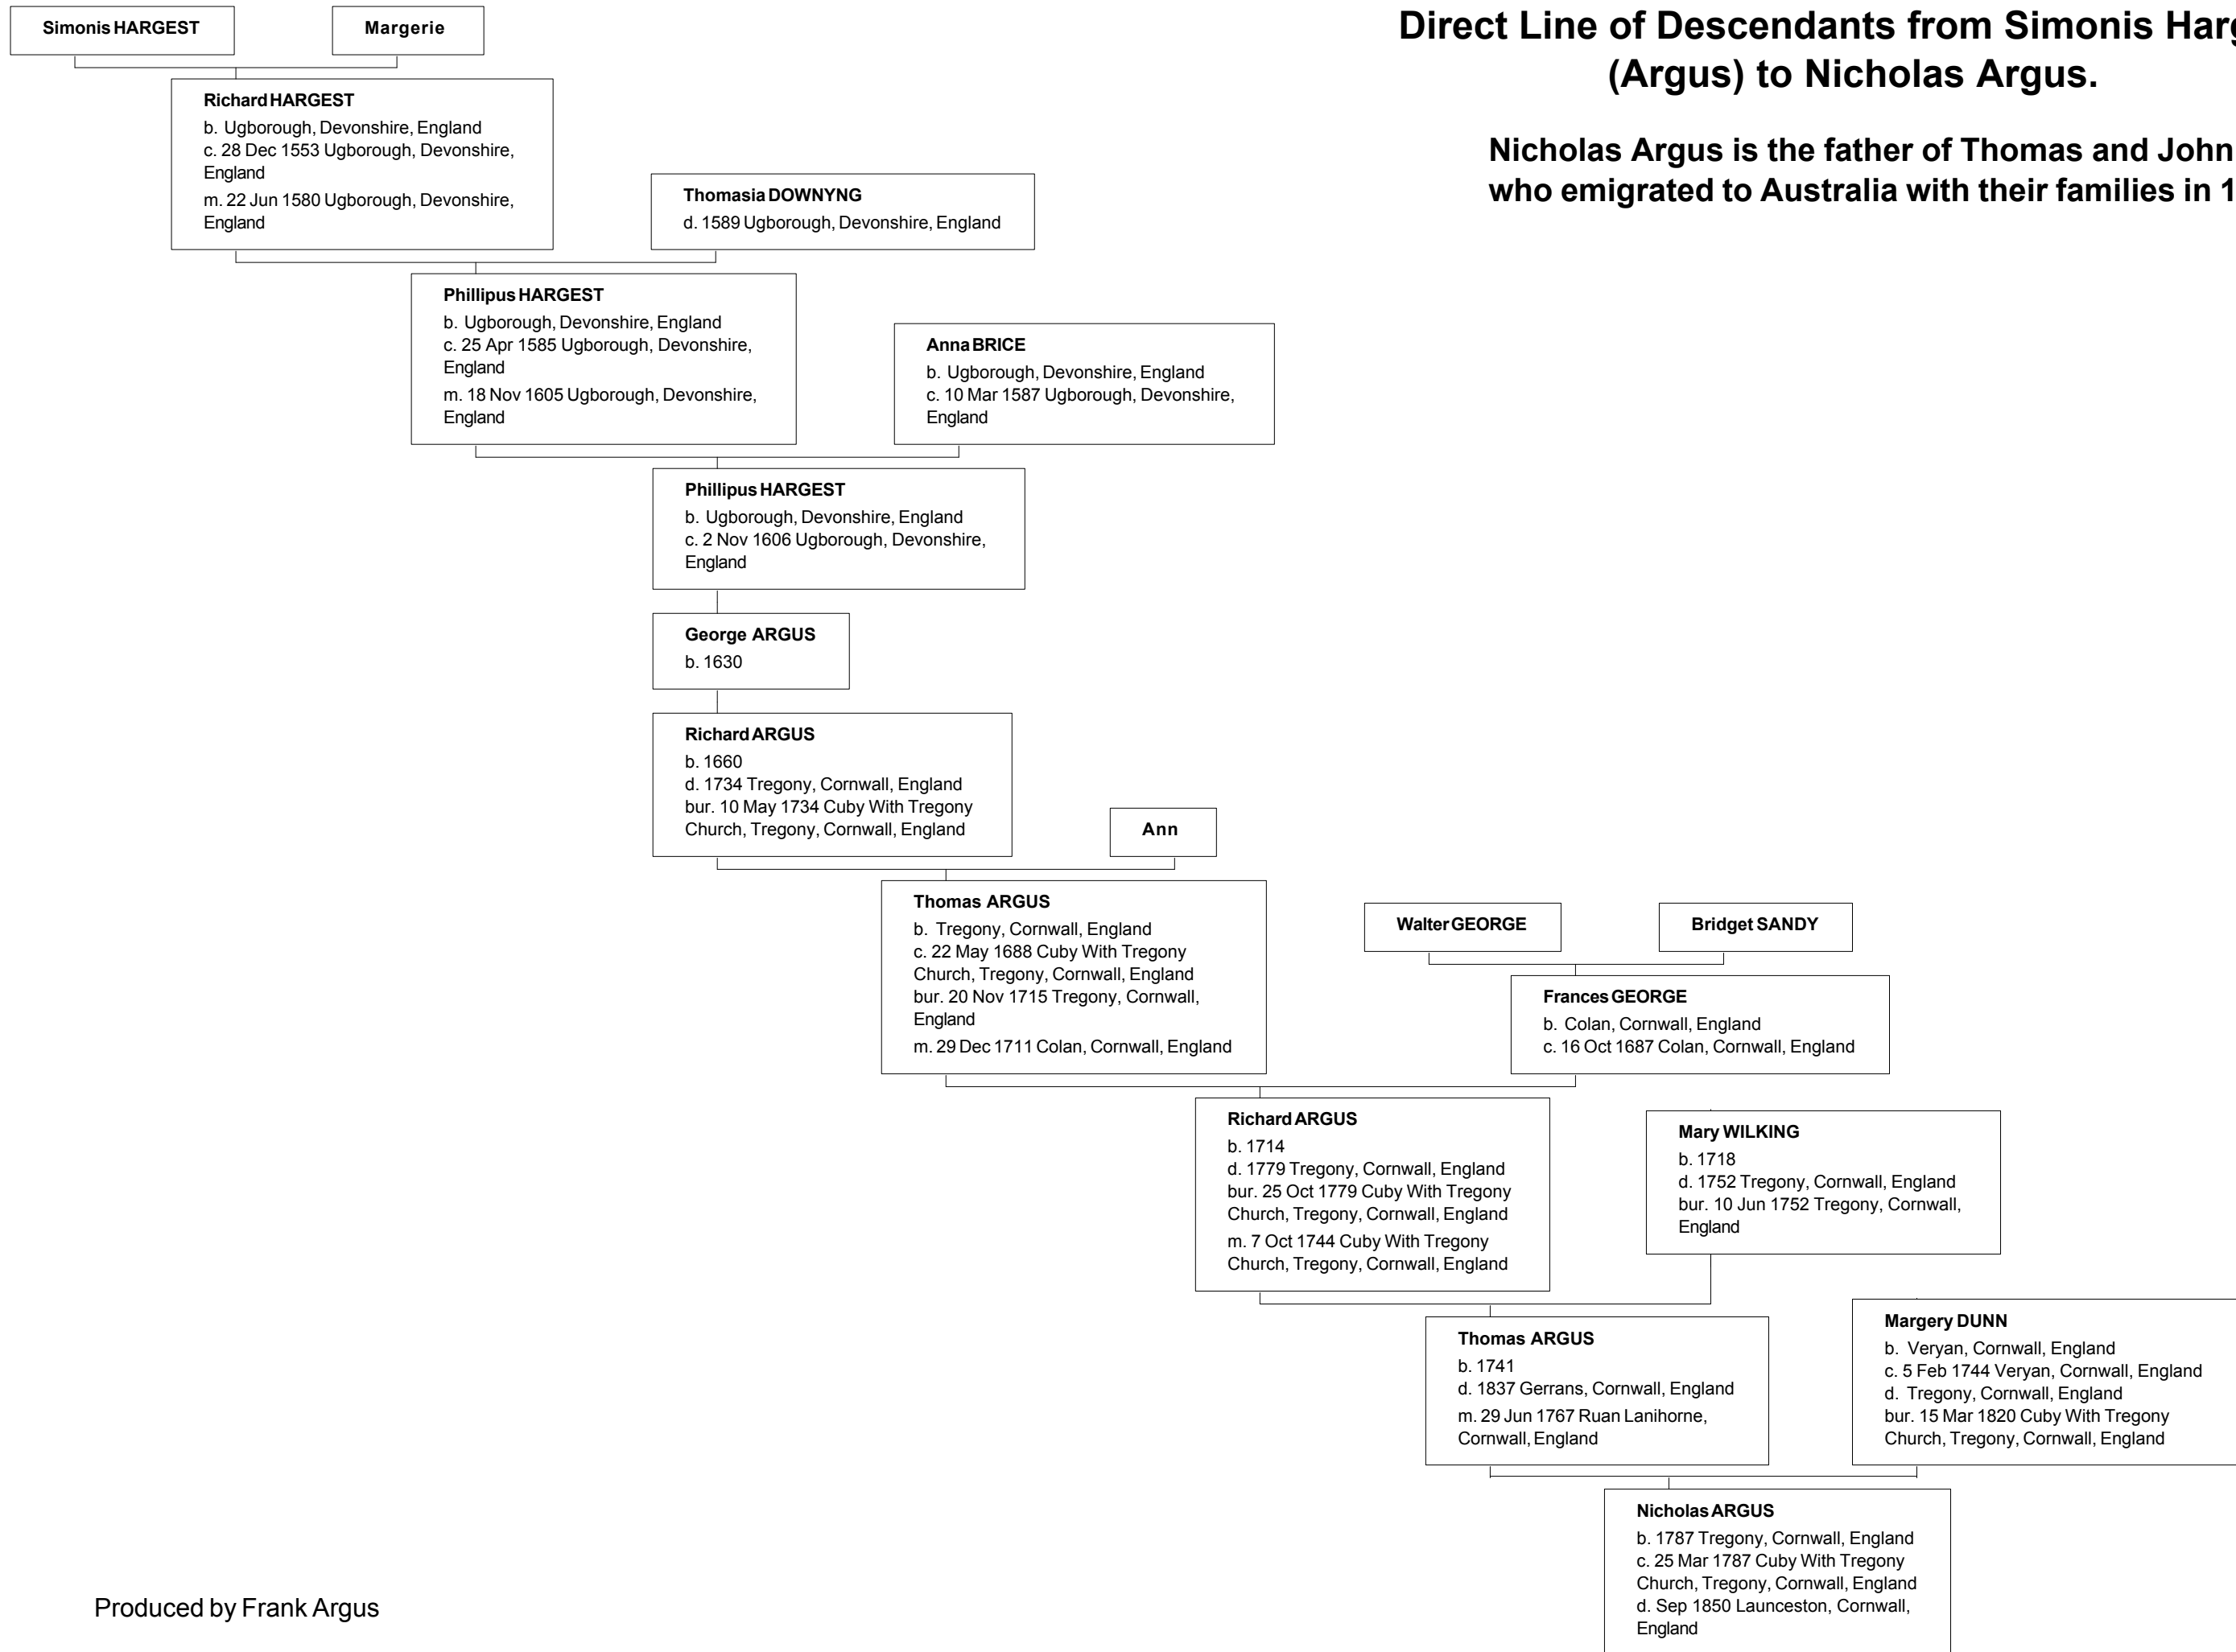 Direct Line of Descendants from Simonis Harg
(Argus) to Nicholas Argus.
Nicholas Argus is the father of Thomas and John
who emigrated to Australia with their families in 1
Simonis HARGEST
Margerie
Richard HARGEST
b. Ugborough, Devonshire, England
c. 28 Dec 1553 Ugborough, Devonshire,
England
m. 22 Jun 1580 Ugborough, Devonshire,
England
Thomasia DOWNYNG
d. 1589 Ugborough, Devonshire, England
Phillipus HARGEST
b. Ugborough, Devonshire, England
c. 25 Apr 1585 Ugborough, Devonshire,
England
m. 18 Nov 1605 Ugborough, Devonshire,
England
Anna BRICE
b. Ugborough, Devonshire, England
c. 10 Mar 1587 Ugborough, Devonshire,
England
Phillipus HARGEST
b. Ugborough, Devonshire, England
c. 2 Nov 1606 Ugborough, Devonshire,
England
George ARGUS
b. 1630
Richard ARGUS
b. 1660
d. 1734 Tregony, Cornwall, England
bur. 10 May 1734 Cuby With Tregony
Church, Tregony, Cornwall, England
Ann
Thomas ARGUS
b. Tregony, Cornwall, England
c. 22 May 1688 Cuby With Tregony
Church, Tregony, Cornwall, England
bur. 20 Nov 1715 Tregony, Cornwall,
England
m. 29 Dec 1711 Colan, Cornwall, England
Walter GEORGE
Bridget SANDY
Frances GEORGE
b. Colan, Cornwall, England
c. 16 Oct 1687 Colan, Cornwall, England
Richard ARGUS
b. 1714
d. 1779 Tregony, Cornwall, England
bur. 25 Oct 1779 Cuby With Tregony
Church, Tregony, Cornwall, England
m. 7 Oct 1744 Cuby With Tregony
Church, Tregony, Cornwall, England
Mary WILKING
b. 1718
d. 1752 Tregony, Cornwall, England
bur. 10 Jun 1752 Tregony, Cornwall,
England
Thomas ARGUS
b. 1741
d. 1837 Gerrans, Cornwall, England
m. 29 Jun 1767 Ruan Lanihorne,
Cornwall, England
Margery DUNN
b. Veryan, Cornwall, England
c. 5 Feb 1744 Veryan, Cornwall, England
d. Tregony, Cornwall, England
bur. 15 Mar 1820 Cuby With Tregony
Church, Tregony, Cornwall, England
Nicholas ARGUS
b. 1787 Tregony, Cornwall, England
c. 25 Mar 1787 Cuby With Tregony
Church, Tregony, Cornwall, England
d. Sep 1850 Launceston, Cornwall,
England
Produced by Frank Argus